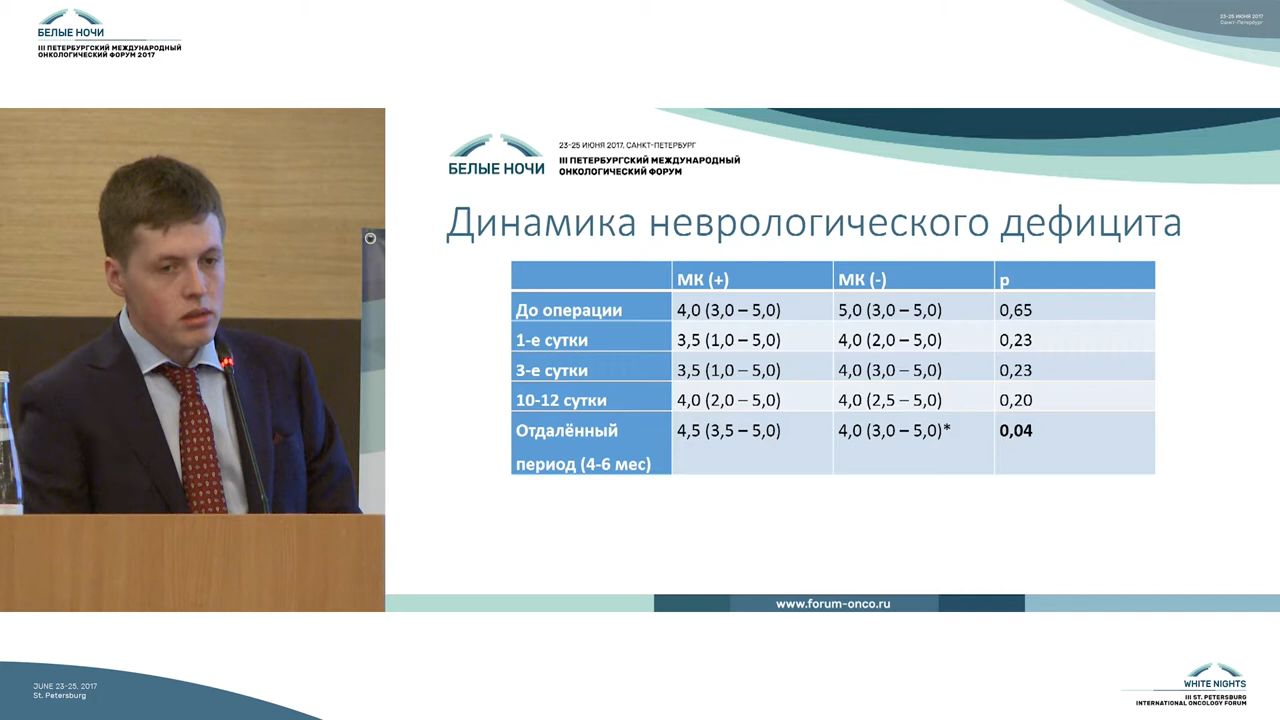 БЕЛЫЕ НОЧИ
III ПЕТЕРБУРГСКИЙ МЕЖДУНАРОДНЫЙ
ОНКОЛОГИЧЕСКИЙ ФОРУМ 2017
23-25 ИЮНЯ 2017
Санкт-Петербург
БЕЛЫЕ НОЧИ
23-25 ИЮНЯ 2017, САНКТ-ПЕТЕРБУРГ
III ПЕТЕРБУРГСКИЙ МЕЖДУНАРОДНЫЙ
ОНКОЛОГИЧЕСКИЙ ФОРУМ
Динамика неврологического дефицита
МК (+) МК (-) p
До операции 4,0 (3,0 – 5,0) 5,0 (3,0 – 5,0) 0,65
1-е сутки 3,5 (1,0 – 5,0) 4,0 (2,0 – 5,0) 0,23
3-е сутки 3,5 (1,0 – 5,0) 4,0 (3,0 – 5,0) 0,23
10-12 сутки 4,0 (2,0 – 5,0) 4,0 (2,5 – 5,0) 0,20
Отдалённый 4,5 (3,5 – 5,0) 4,0 (3,0 – 5,0)* 0,04
период (4-6 мес)
www.forum-onco.ru
JUNE 23-25, 2017
St. Petersburg
WHITE NIGHTS
III ST. PETERSBURG
INTERNATIONAL ONCOLOGY FORUM